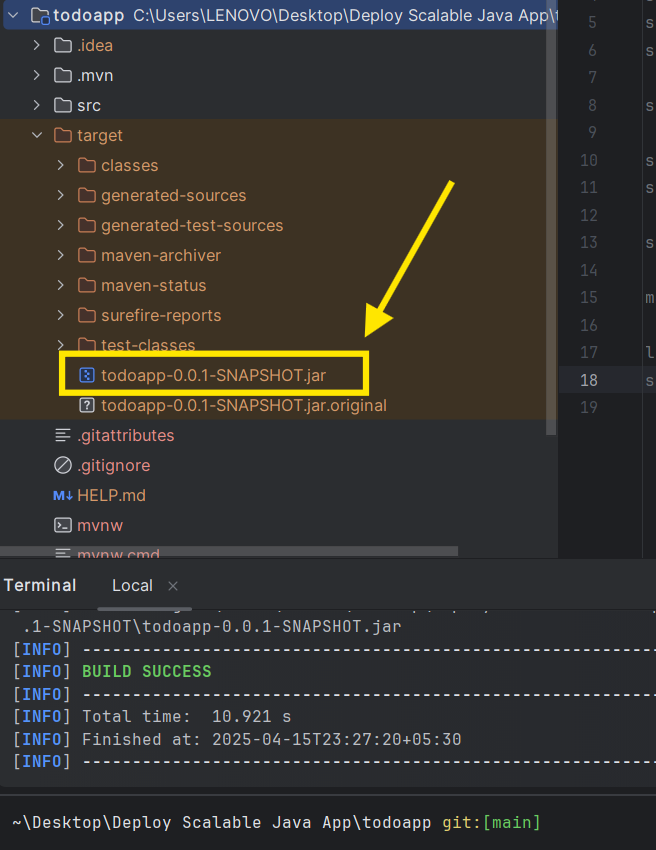 todoapp C:\Users\LENOVO\Desktop\Deploy Scalable Java App\t
.idea
.mvn
src
target
classes
generated-sources
generated-test-sources
maven-archiver
maven-status
surefire-reports
test-classes
todoapp-0.0.1-SNAPSHOT.jar
todoapp-0.0.1-SNAPSHOT.jar.original
.gitattributes
.gitignore
M↓ HELP.md
mvnw
mvnw.cmd
5 s
6 s
7
8 s
9
10 s
11 s
12
13 s
14
15 m
16
17 l
18 s
19
Terminal Local ×
.1-SNAPSHOT\todoapp-0.0.1-SNAPSHOT.jar
[INFO] ------------------------------------------------
[INFO] BUILD SUCCESS
[INFO] ------------------------------------------------
[INFO] Total time:  10.921 s
[INFO] Finished at: 2025-04-15T23:27:20+05:30
[INFO] ------------------------------------------------
~\Desktop\Deploy Scalable Java App\todoapp git:[main]